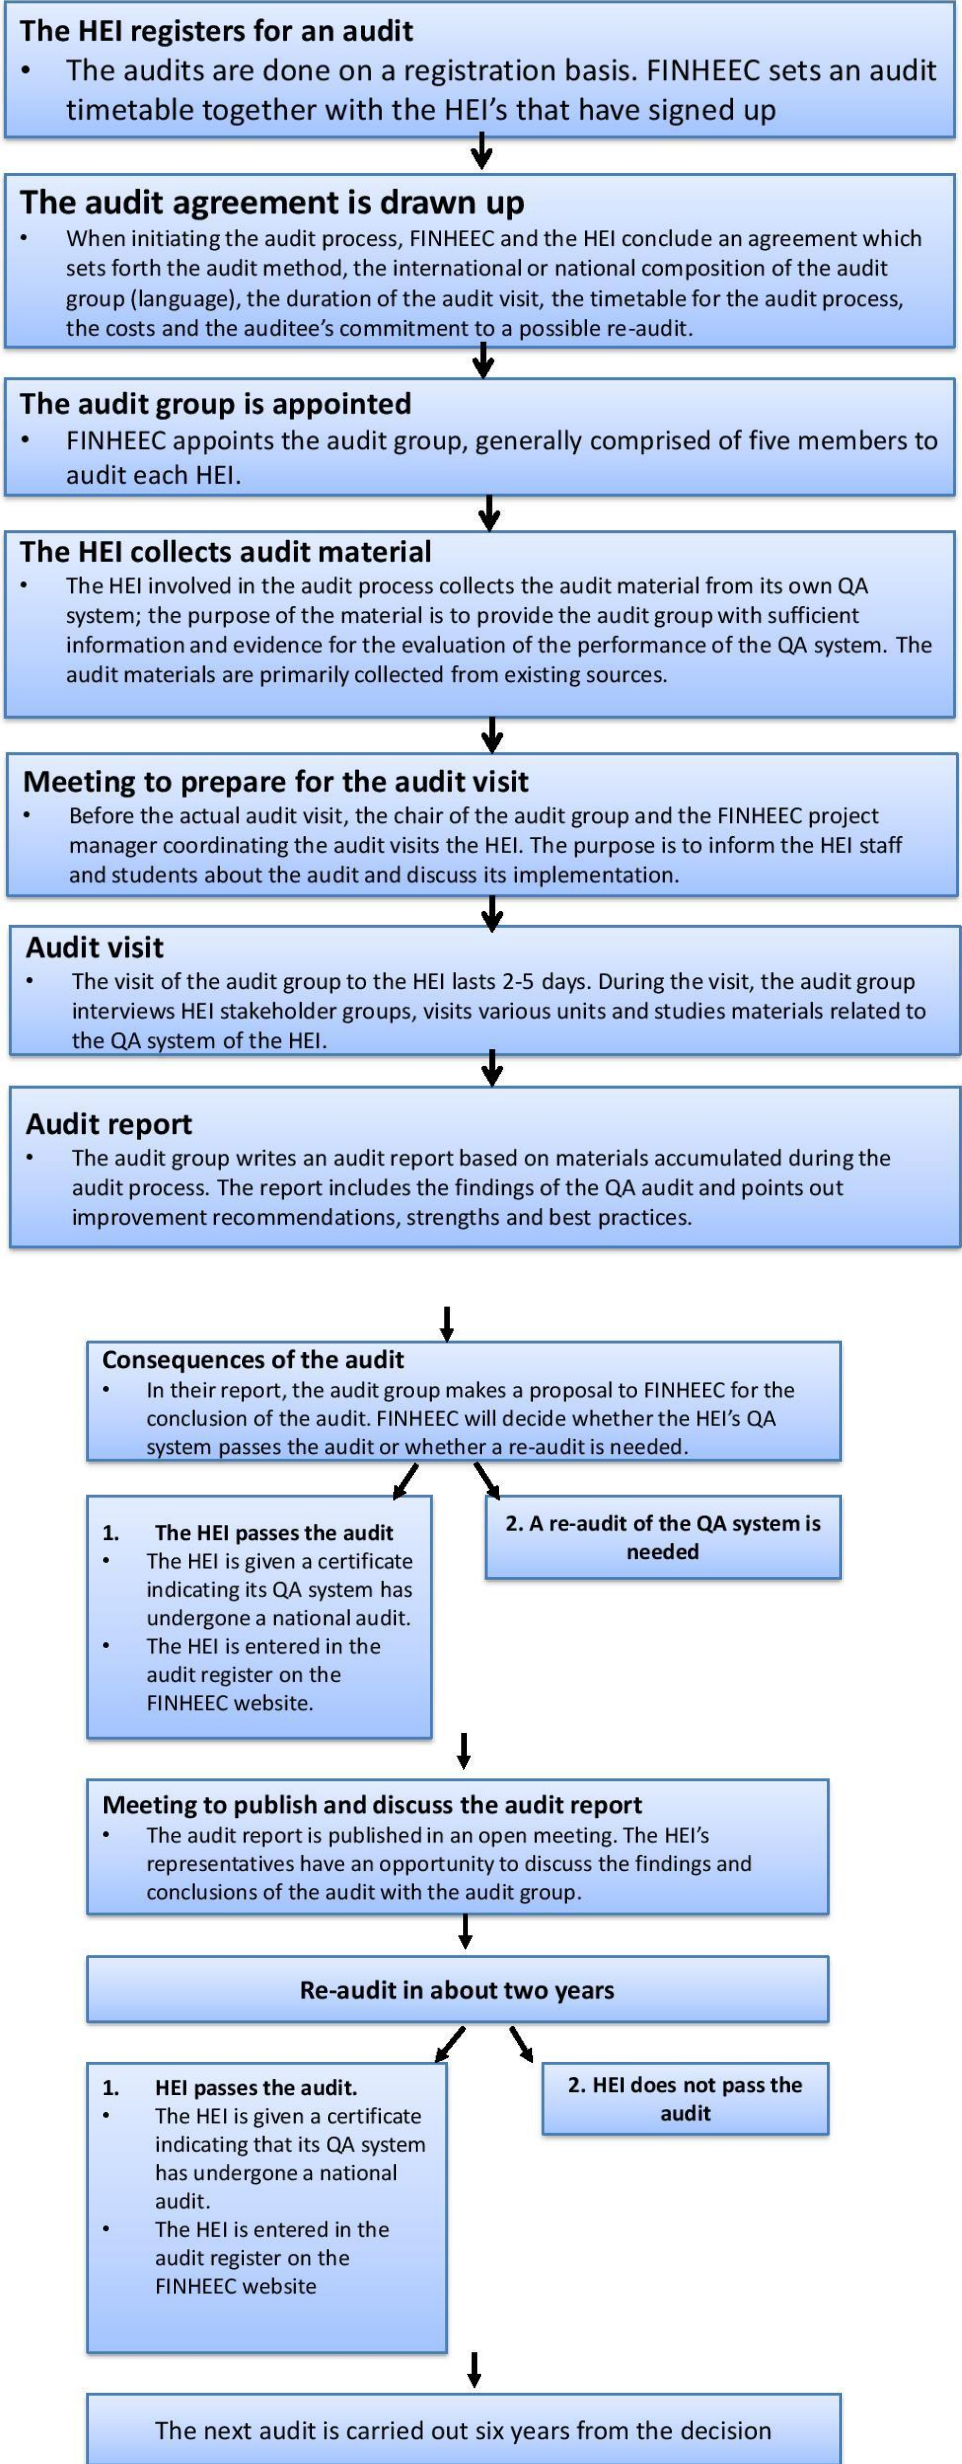 The HEI registers for an audit
• The audits are done on a registration basis. FINHEEC sets an audit
timetable together with the HEI’s that have signed up
The audit agreement is drawn up
• When initiating the audit process, FINHEEC and the HEI conclude an agreement which
sets forth the audit method, the international or national composition of the audit
group (language), the duration of the audit visit, the timetable for the audit process,
the costs and the auditee’s commitment to a possible re-audit.
The audit group is appointed
• FINHEEC appoints the audit group, generally comprised of five members to
audit each HEI.
The HEI collects audit material
• The HEI involved in the audit process collects the audit material from its own QA
system; the purpose of the material is to provide the audit group with sufficient
information and evidence for the evaluation of the performance of the QA system. The
audit materials are primarily collected from existing sources.
Meeting to prepare for the audit visit
• Before the actual audit visit, the chair of the audit group and the FINHEEC project
manager coordinating the audit visits the HEI. The purpose is to inform the HEI staff
and students about the audit and discuss its implementation.
Audit visit
• The visit of the audit group to the HEI lasts 2-5 days. During the visit, the audit group
interviews HEI stakeholder groups, visits various units and studies materials related to
the QA system of the HEI.
Audit report
• The audit group writes an audit report based on materials accumulated during the
audit process. The report includes the findings of the QA audit and points out
improvement recommendations, strengths and best practices.
Consequences of the audit
• In their report, the audit group makes a proposal to FINHEEC for the
conclusion of the audit. FINHEEC will decide whether the HEI’s QA
system passes the audit or whether a re-audit is needed.
1. The HEI passes the audit
• The HEI is given a certificate
indicating its QA system has
undergone a national audit.
• The HEI is entered in the
audit register on the
FINHEEC website.
2. A re-audit of the QA system is
needed
Meeting to publish and discuss the audit report
• The audit report is published in an open meeting. The HEI’s
representatives have an opportunity to discuss the findings and
conclusions of the audit with the audit group.
Re-audit in about two years
1. HEI passes the audit.
• The HEI is given a certificate
indicating that its QA system
has undergone a national
audit.
• The HEI is entered in the
audit register on the
FINHEEC website
2. HEI does not pass the
audit
The next audit is carried out six years from the decision